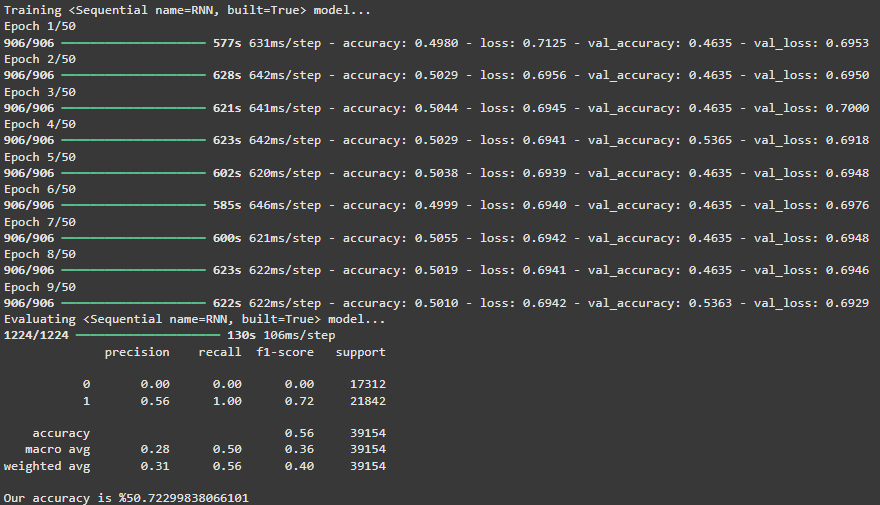 Training <Sequential name=RNN, built=True> model...
Epoch 1/50
906/906 ━━━━━━━━━━━━━━━━━━━━ 577s 631ms/step - accuracy: 0.4980 - loss: 0.7125 - val_accuracy: 0.4635 - val_loss: 0.6953
Epoch 2/50
906/906 ━━━━━━━━━━━━━━━━━━━━ 628s 642ms/step - accuracy: 0.5029 - loss: 0.6956 - val_accuracy: 0.4635 - val_loss: 0.6950
Epoch 3/50
906/906 ━━━━━━━━━━━━━━━━━━━━ 621s 641ms/step - accuracy: 0.5044 - loss: 0.6945 - val_accuracy: 0.4635 - val_loss: 0.7000
Epoch 4/50
906/906 ━━━━━━━━━━━━━━━━━━━━ 623s 642ms/step - accuracy: 0.5029 - loss: 0.6941 - val_accuracy: 0.5365 - val_loss: 0.6918
Epoch 5/50
906/906 ━━━━━━━━━━━━━━━━━━━━ 602s 620ms/step - accuracy: 0.5038 - loss: 0.6939 - val_accuracy: 0.4635 - val_loss: 0.6948
Epoch 6/50
906/906 ━━━━━━━━━━━━━━━━━━━━ 585s 646ms/step - accuracy: 0.4999 - loss: 0.6940 - val_accuracy: 0.4635 - val_loss: 0.6976
Epoch 7/50
906/906 ━━━━━━━━━━━━━━━━━━━━ 600s 621ms/step - accuracy: 0.5055 - loss: 0.6942 - val_accuracy: 0.4635 - val_loss: 0.6948
Epoch 8/50
906/906 ━━━━━━━━━━━━━━━━━━━━ 623s 622ms/step - accuracy: 0.5019 - loss: 0.6941 - val_accuracy: 0.4635 - val_loss: 0.6946
Epoch 9/50
906/906 ━━━━━━━━━━━━━━━━━━━━ 622s 622ms/step - accuracy: 0.5010 - loss: 0.6942 - val_accuracy: 0.5363 - val_loss: 0.6929
Evaluating <Sequential name=RNN, built=True> model...
1224/1224 ━━━━━━━━━━━━━━━━━━━━ 130s 106ms/step
precision recall f1-score support
0 0.00 0.00 0.00 17312
1 0.56 1.00 0.72 21842
accuracy 0.56 39154
macro avg 0.28 0.50 0.36 39154
weighted avg 0.31 0.56 0.40 39154
Our accuracy is %50.72299838066101